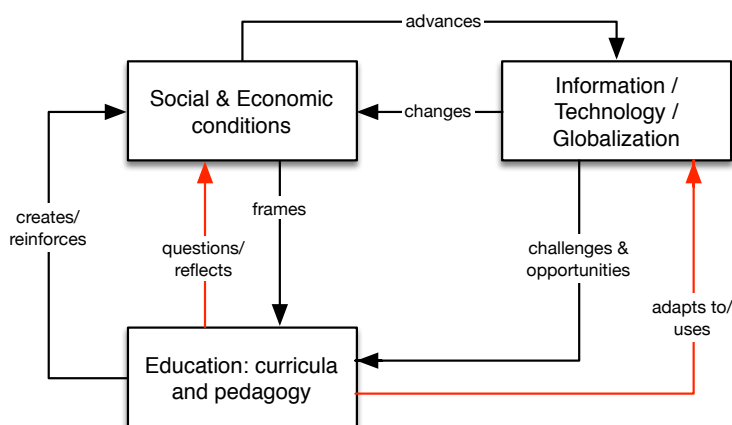 advances
Social & Economic
conditions
Information /
Technology /
Globalization
changes
creates/
reinforces
frames
questions/
reflects
challenges &
opportunities
adapts to/
uses
Education: curricula
and pedagogy